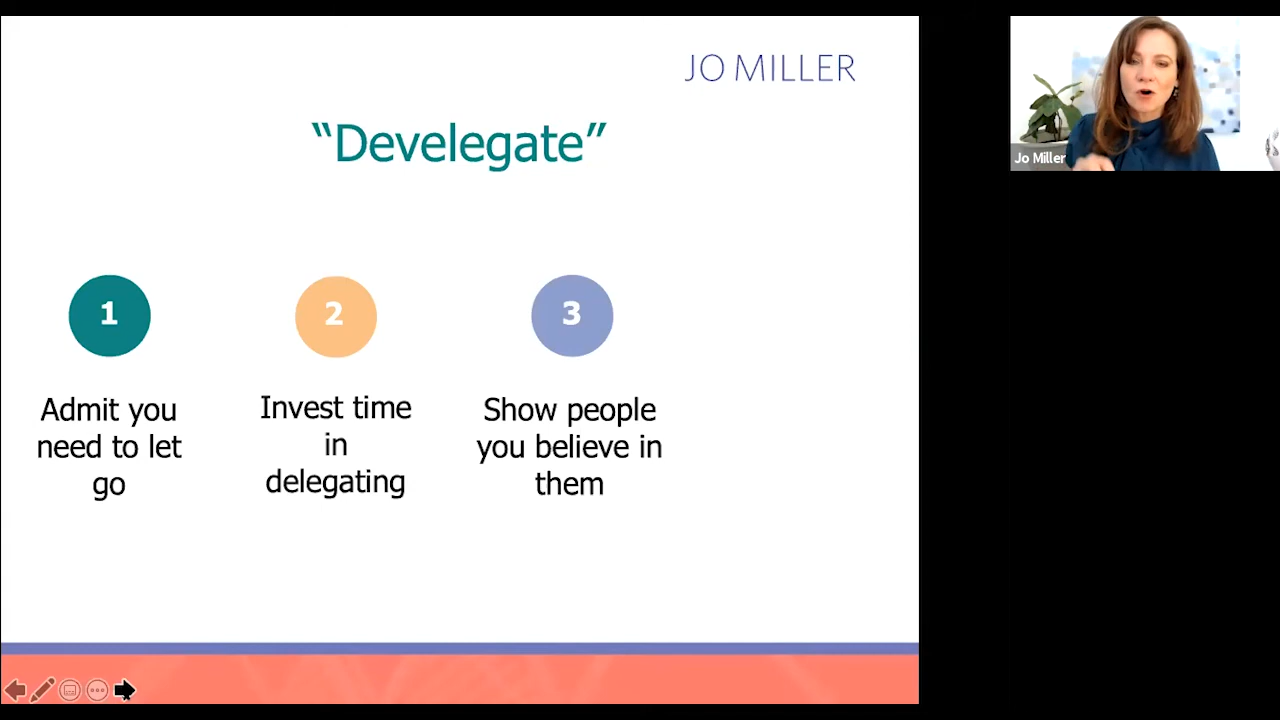 JO MILLER
“Develegate”
1
2
3
Admit you
need to let
go
Invest time
in
delegating
Show people
you believe in
them
Jo Miller